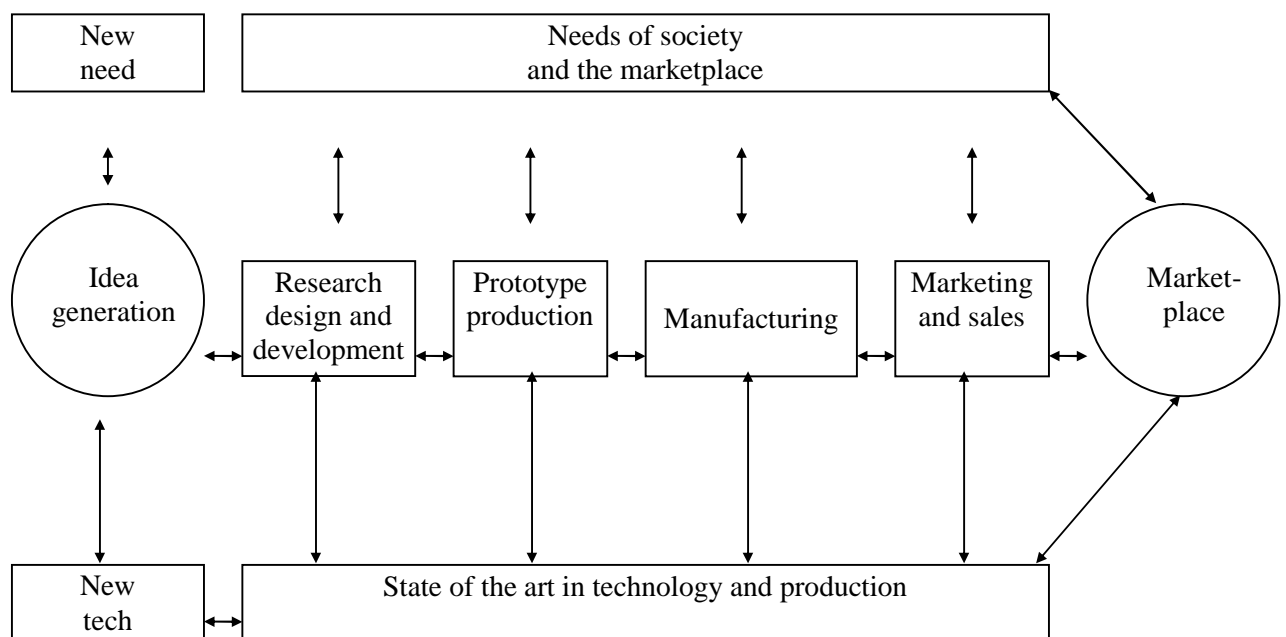 New
need
Needs of society
and the marketplace
Idea
generation
Research
design and
development
Prototype
production
Manufacturing
Marketing
and sales
Market-
place
New
tech
State of the art in technology and production